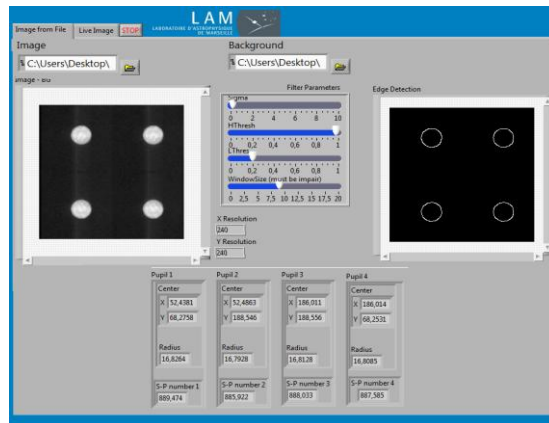 LAM
LABORATOIRE D'ASTROPHYSIQUE
DE MARSEILLE
Image from File
Live Image
STOP
Image
Background
C:\Users\Desktop\
C:\Users\Desktop\
Filter Parameters
Edge Detection
Sigma
0 2 4 6 8 10
HThresh
0 0,2 0,4 0,6 0,8 1
LThresh
0 0,2 0,4 0,6 0,8 1
WindowSize (must be impair)
0 2,5 5 7,5 10 12,5 15 17,5 20
X Resolution
240
Y Resolution
240
Pupil 1
Center
X 52,4381
Y 68,2758
Radius
16,8264
S-P number 1
889,474
Pupil 2
Center
X 52,4863
Y 188,546
Radius
16,7928
S-P number 2
885,922
Pupil 3
Center
X 186,011
Y 188,556
Radius
16,8128
S-P number 3
888,033
Pupil 4
Center
X 186,014
Y 68,2531
Radius
16,8085
S-P number 4
887,585